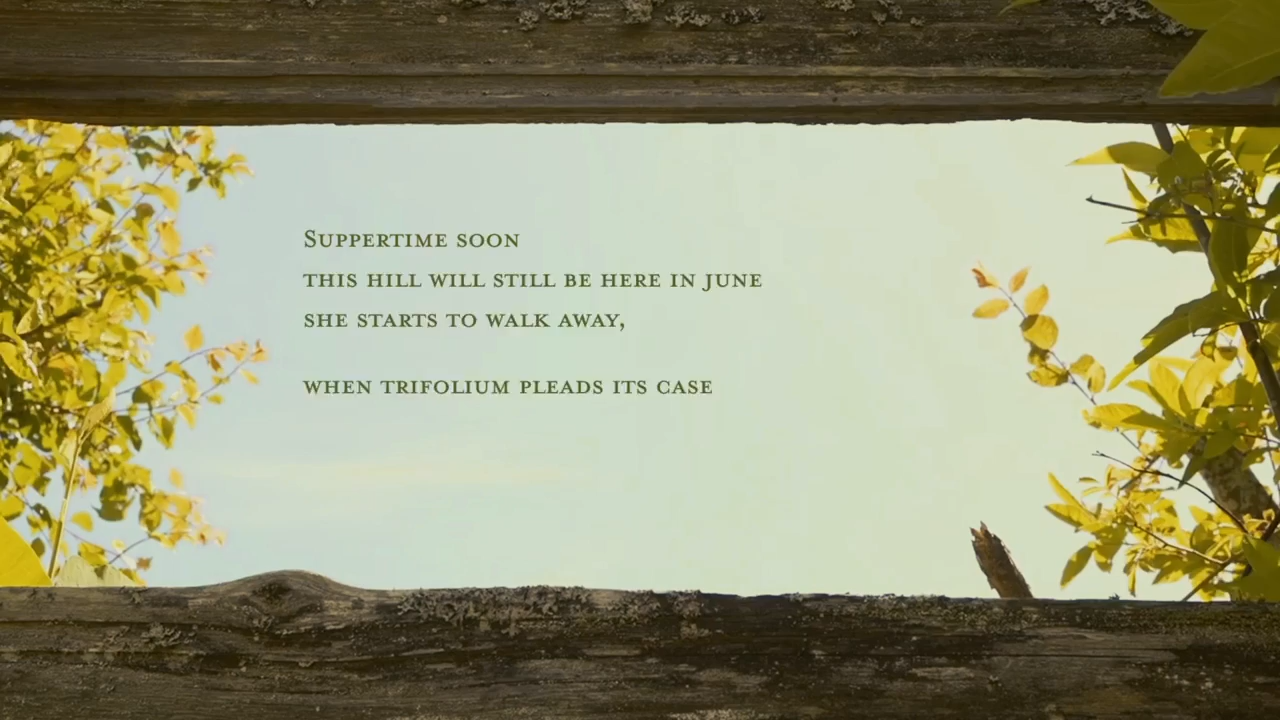 Suppertime soon
this hill will still be here in June
she starts to walk away,
when trifolium pleads its case